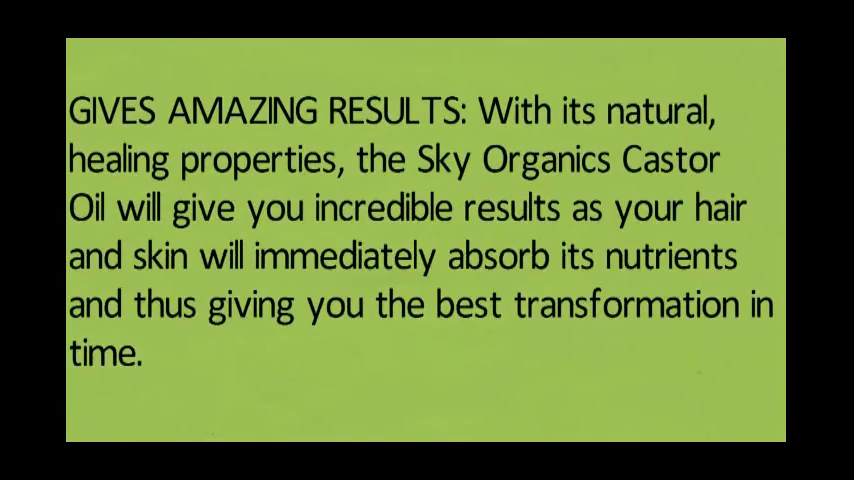 GIVES AMAZING RESULTS: With its natural,
healing properties, the Sky Organics Castor
Oil will give you incredible results as your hair
and skin will immediately absorb its nutrients
and thus giving you the best transformation in
time.